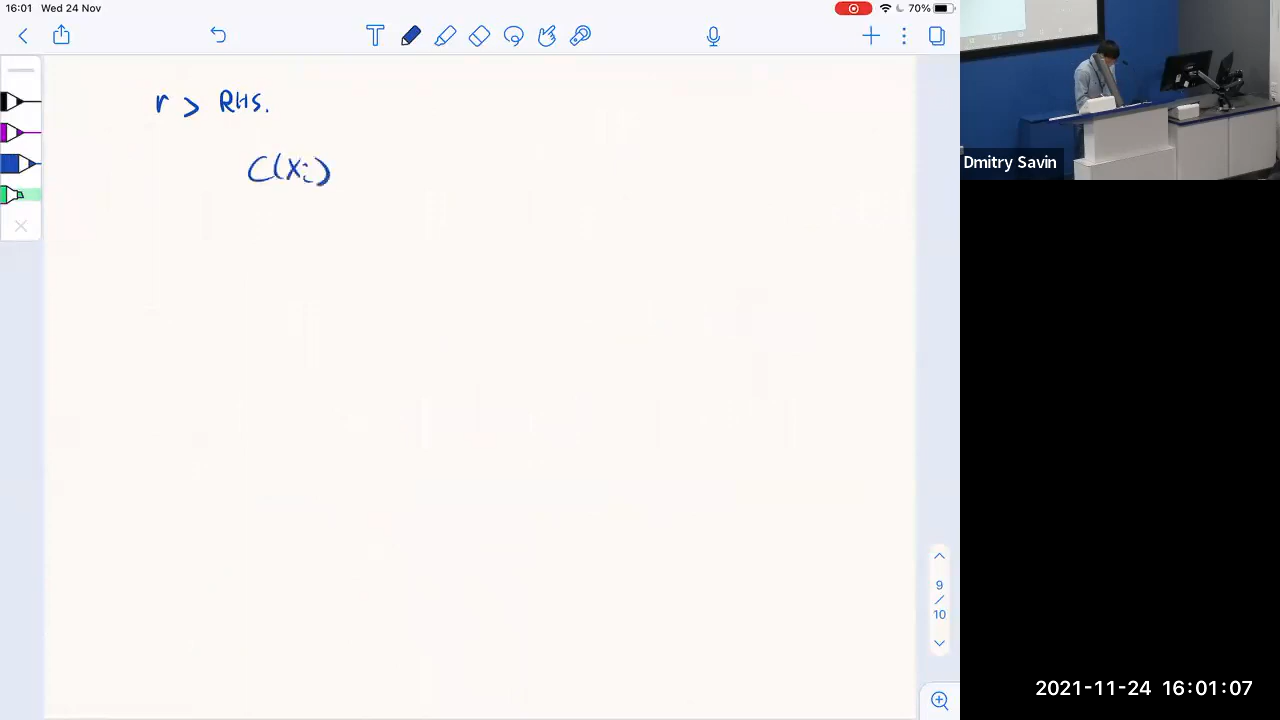 16:01 Wed 24 Nov
70%
r > RHS.
C(Xi)
9
/
10
Dmitry Savin
2021-11-24 16:01:07